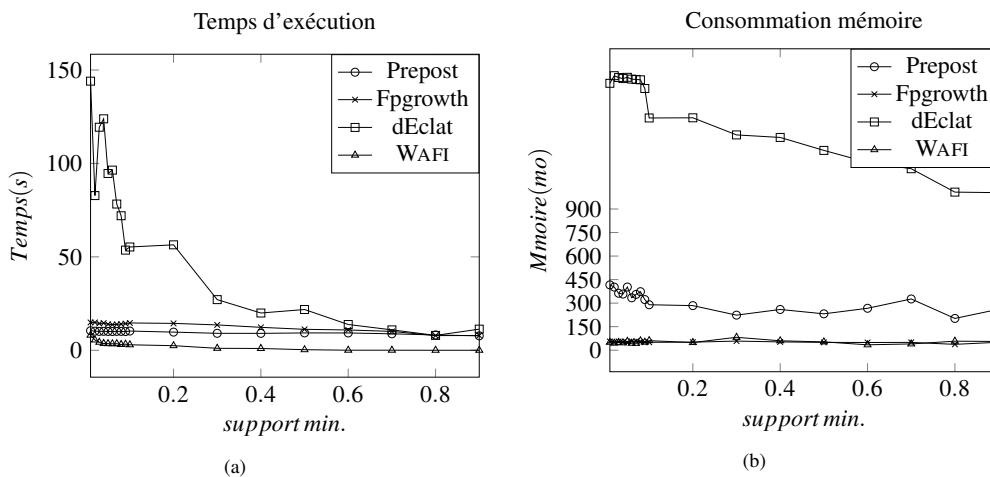 Temps d'exécution
150
100
50
0
Temps(s)
Prepost
Fpgrowth
dEclat
WAFI
0.2
0.4
0.6
0.8
support min.
(a)
Consommation mémoire
900
750
600
450
300
150
0
Mmoire(mo)
Prepost
Fpgrowth
dEclat
WAFI
0.2
0.4
0.6
0.8
support min.
(b)